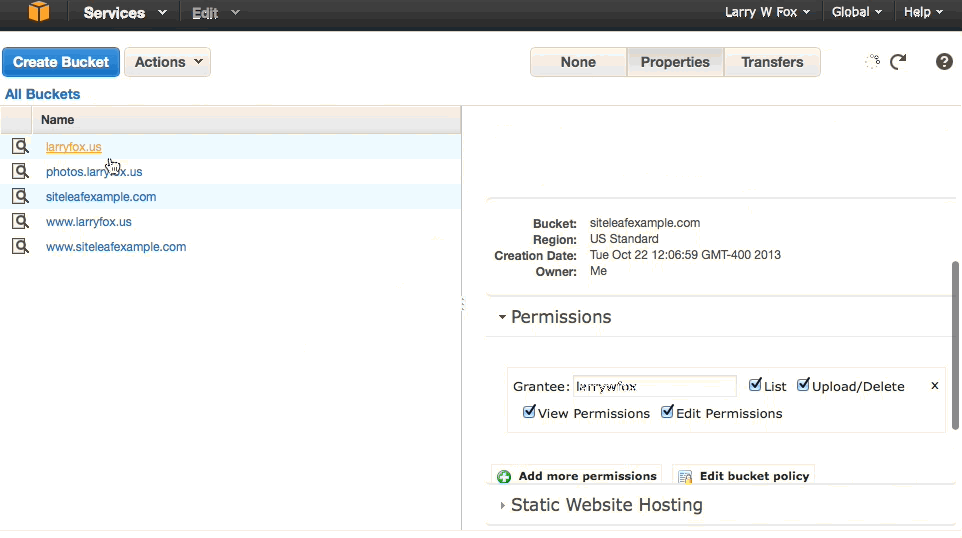 Services Edit Larry W Fox Global Help
Create Bucket Actions None Properties Transfers
All Buckets
Name
larryfox.us
photos.larryfox.us
siteleafexample.com
www.larryfox.us
www.siteleafexample.com
Bucket: siteleafexample.com
Region: US Standard
Creation Date: Tue Oct 22 12:06:59 GMT-400 2013
Owner: Me
Permissions
Grantee: larrywfox List Upload/Delete x
View Permissions Edit Permissions
Add more permissions Edit bucket policy
Static Website Hosting